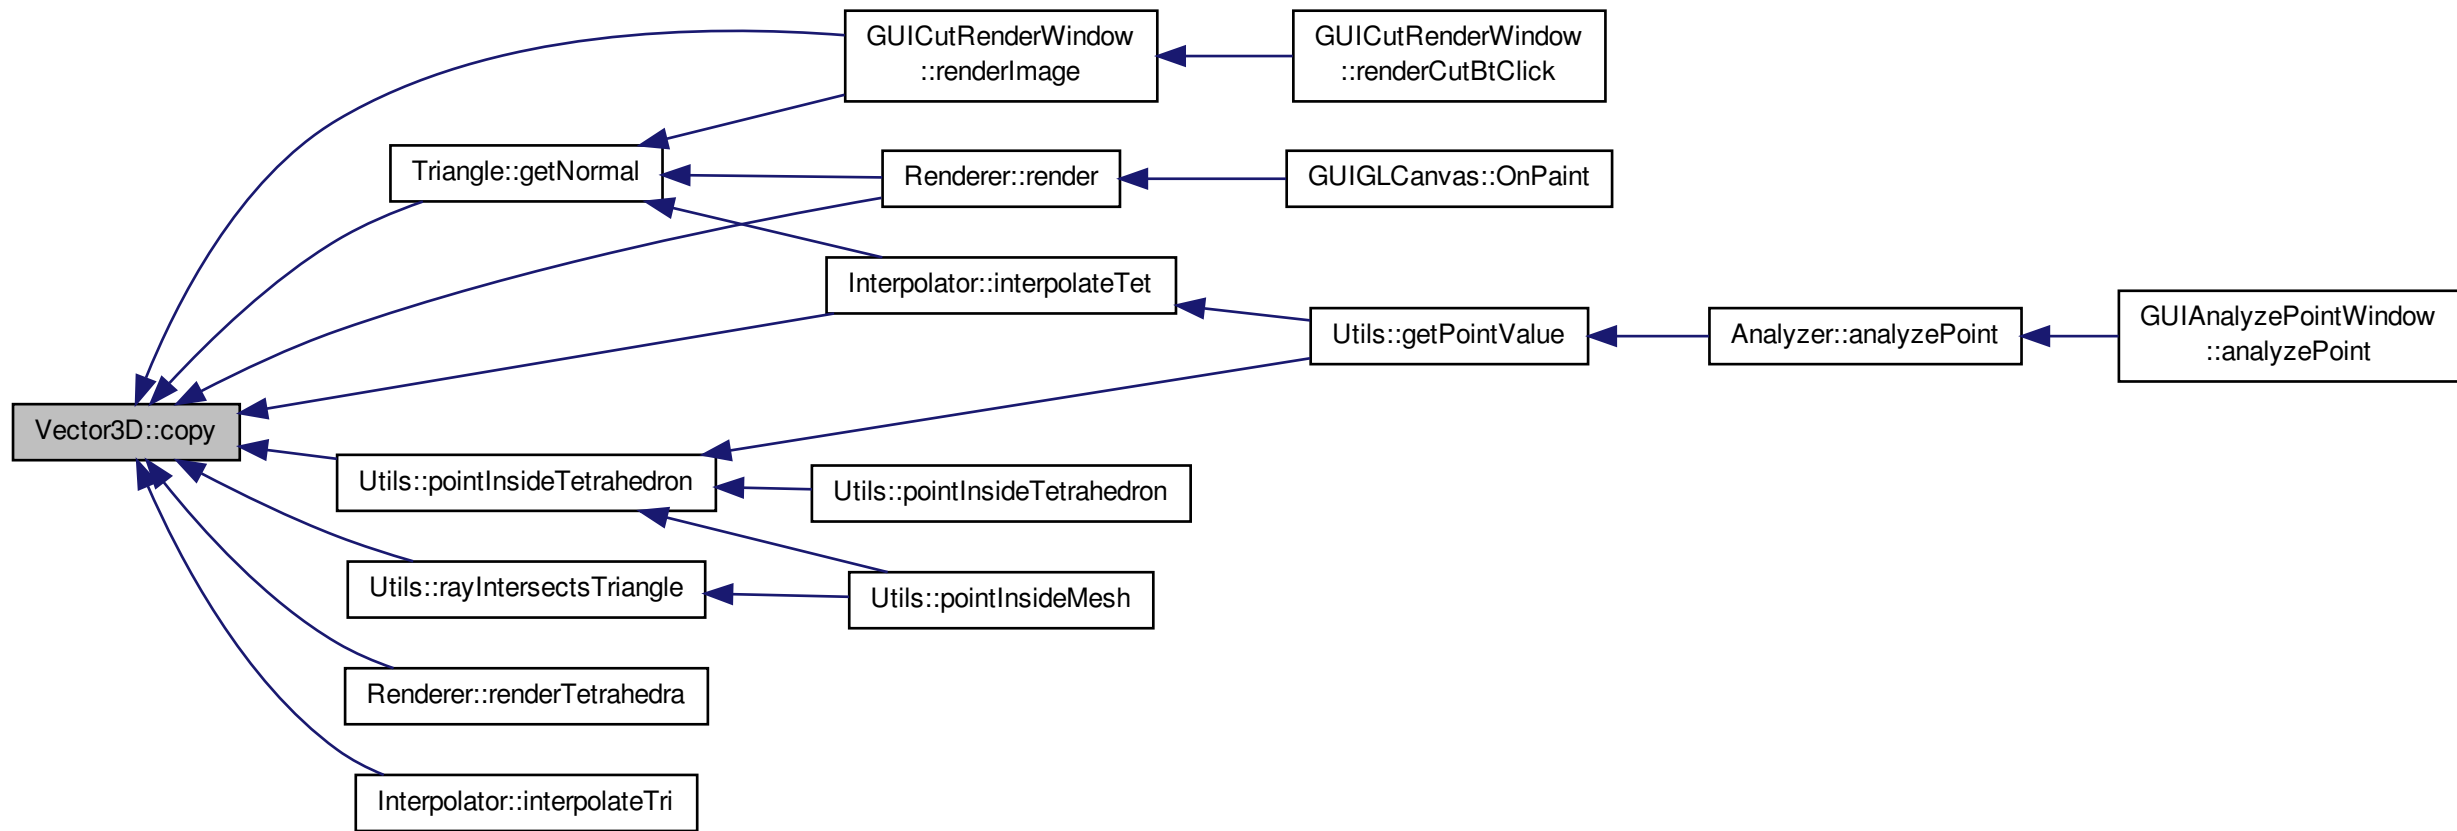 GUICutRenderWindow
::renderImage
GUICutRenderWindow
::renderCutBtClick
Triangle::getNormal
Renderer::render
GUIGLCanvas::OnPaint
Interpolator::interpolateTet
Utils::getPointValue
Analyzer::analyzePoint
GUIAnalyzePointWindow
::analyzePoint
Vector3D::copy
Utils::pointInsideTetrahedron
Utils::pointInsideTetrahedron
Utils::rayIntersectsTriangle
Utils::pointInsideMesh
Renderer::renderTetrahedra
Interpolator::interpolateTri